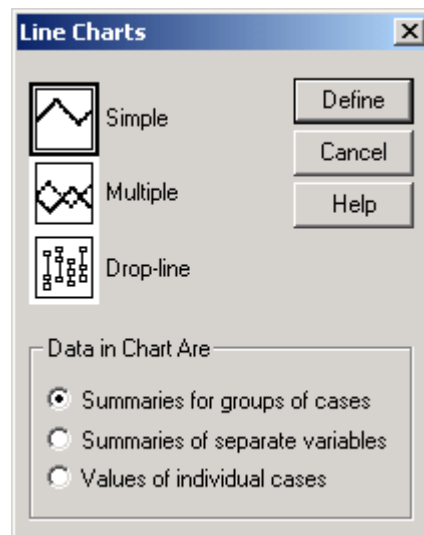 Line Charts
Simple
Multiple
Drop-line
Define
Cancel
Help
Data in Chart Are
Summaries for groups of cases
Summaries of separate variables
Values of individual cases